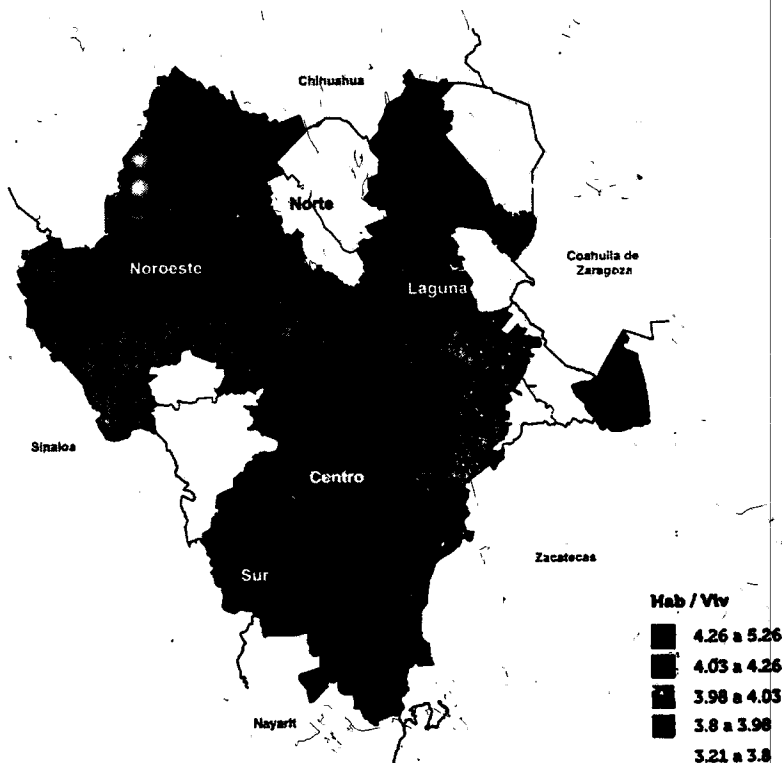 Chihuahua
Norte
Noroeste
Coahuila de
Zaragoza
Laguna
Sinaloa
Centro
Zacatecas
Sur
Nayarit
Hab / Viv
4.26 a 5.26
4.03 a 4.26
3.98 a 4.03
3.8 a 3.98
3.21 a 3.8